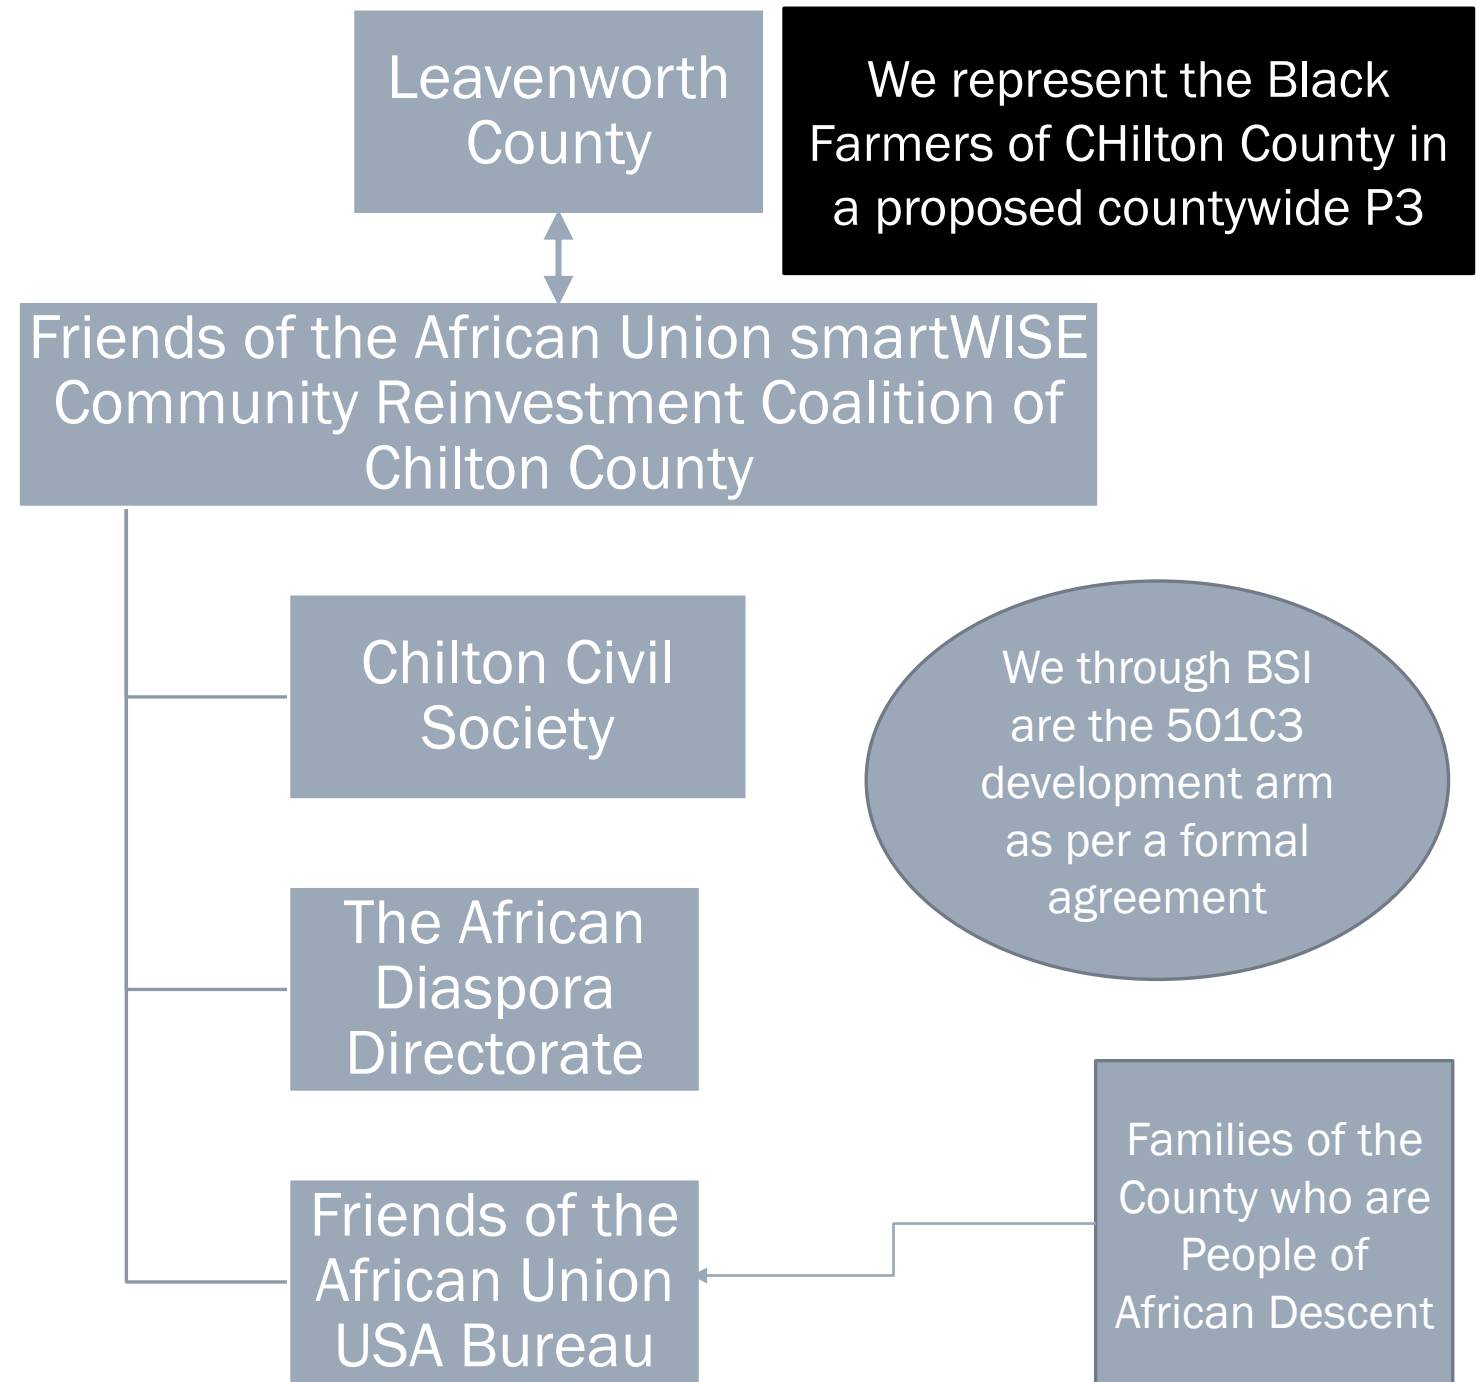 Leavenworth
County
We represent the Black
Farmers of CHilton County in
a proposed countywide P3
Friends of the African Union smartWISE
Community Reinvestment Coalition of
Chilton County
Chilton Civil
Society
We through BSI
are the 501C3
development arm
as per a formal
agreement
The African
Diaspora
Directorate
Families of the
County who are
People of
African Descent
Friends of the
African Union
USA Bureau